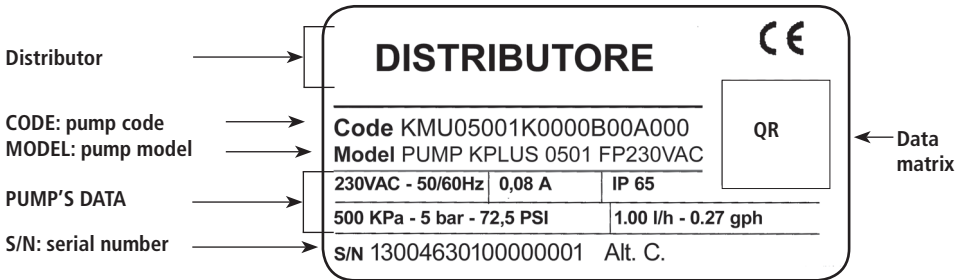 Distributor
DISTRIBUTORE
CE
CODE: pump code
Code KMU05001K0000B00A000
QR
Data
matrix
MODEL: pump model
Model PUMP KPLUS 0501 FP230VAC
PUMP'S DATA
230VAC - 50/60Hz 0,08 A IP 65
500 KPa - 5 bar - 72,5 PSI 1.00 l/h - 0.27 gph
S/N: serial number
S/N 13004630100000001 Alt. C.